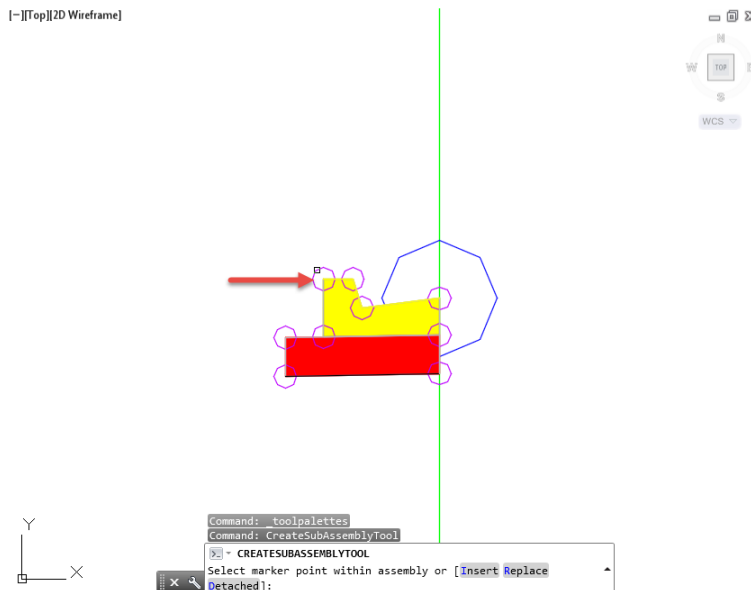 [−][Top][2D Wireframe]
N
W
TOP
S
WCS
Y
X
Command: _toolpalettes
Command: CreateSubAssemblyTool
CREATESUBASSEMBLYTOOL
Select marker point within assembly or [Insert Replace
Detached]: